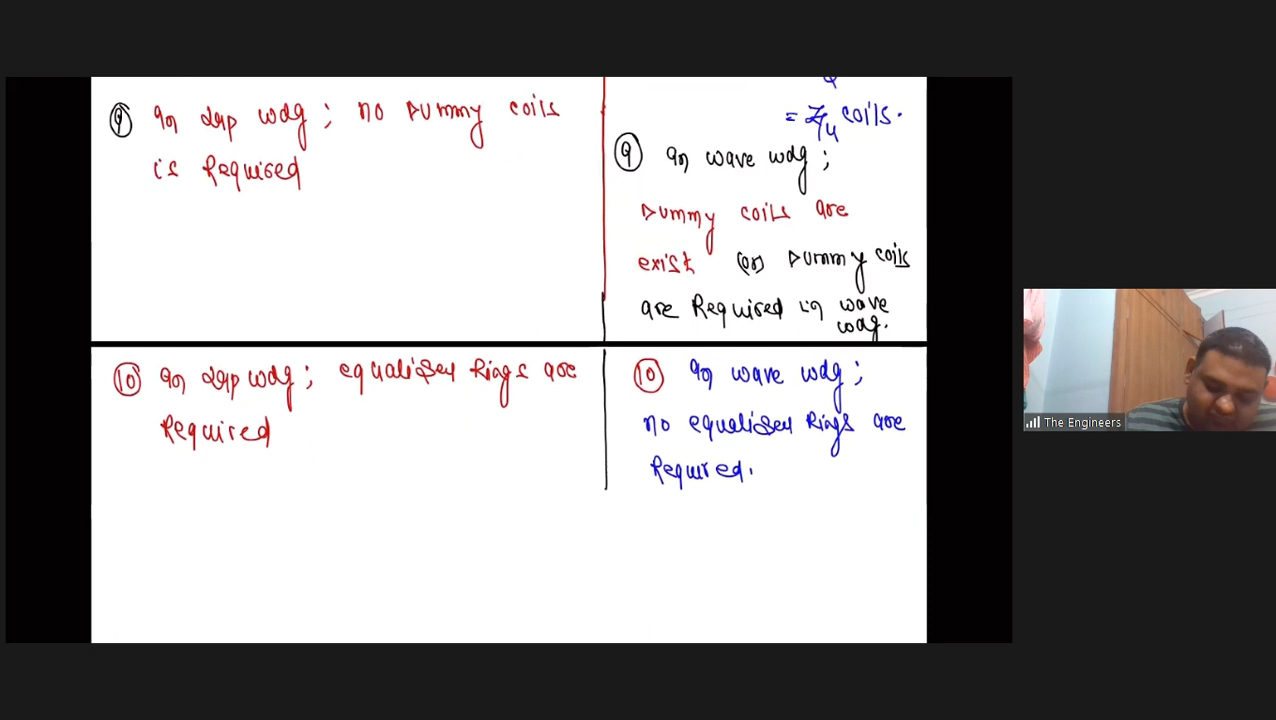 ⑨ In Lap wdg ; no Dummy coils
is Required
= Z/4 coils.
⑨ In wave wdg ;
Dummy coils are
exist (or) Dummy coils
are Required in wave
wdg.
⑩ In Lap wdg ; equaliser Rings are
Required
⑩ In wave wdg ;
no equaliser Rings are
Required.
The Engineers